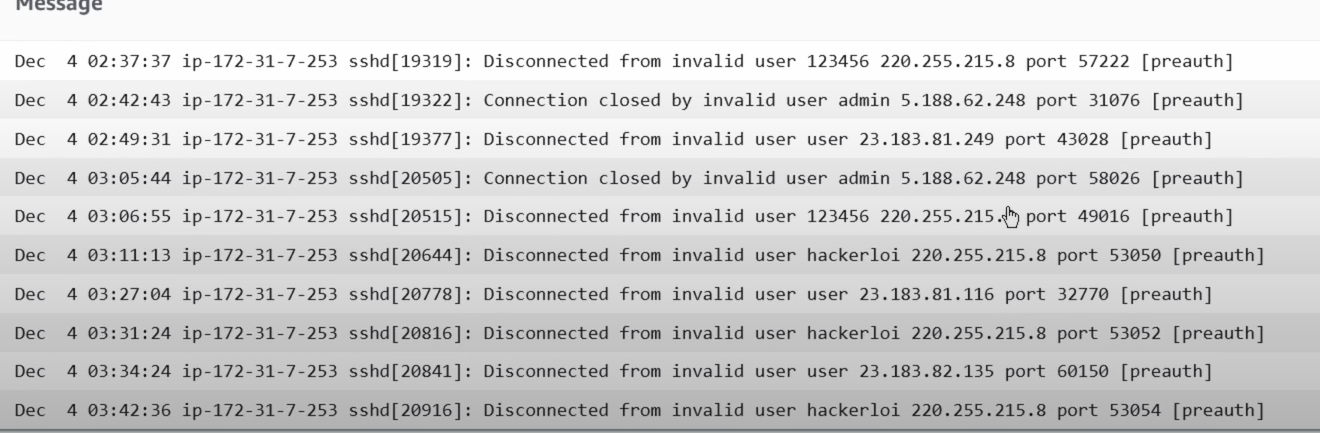 Message
Dec  4 02:37:37 ip-172-31-7-253 sshd[19319]: Disconnected from invalid user 123456 220.255.215.8 port 57222 [preauth]
Dec  4 02:42:43 ip-172-31-7-253 sshd[19322]: Connection closed by invalid user admin 5.188.62.248 port 31076 [preauth]
Dec  4 02:49:31 ip-172-31-7-253 sshd[19377]: Disconnected from invalid user user 23.183.81.249 port 43028 [preauth]
Dec  4 03:05:44 ip-172-31-7-253 sshd[20505]: Connection closed by invalid user admin 5.188.62.248 port 58026 [preauth]
Dec  4 03:06:55 ip-172-31-7-253 sshd[20515]: Disconnected from invalid user 123456 220.255.215. port 49016 [preauth]
Dec  4 03:11:13 ip-172-31-7-253 sshd[20644]: Disconnected from invalid user hackerloi 220.255.215.8 port 53050 [preauth]
Dec  4 03:27:04 ip-172-31-7-253 sshd[20778]: Disconnected from invalid user user 23.183.81.116 port 32770 [preauth]
Dec  4 03:31:24 ip-172-31-7-253 sshd[20816]: Disconnected from invalid user hackerloi 220.255.215.8 port 53052 [preauth]
Dec  4 03:34:24 ip-172-31-7-253 sshd[20841]: Disconnected from invalid user user 23.183.82.135 port 60150 [preauth]
Dec  4 03:42:36 ip-172-31-7-253 sshd[20916]: Disconnected from invalid user hackerloi 220.255.215.8 port 53054 [preauth]